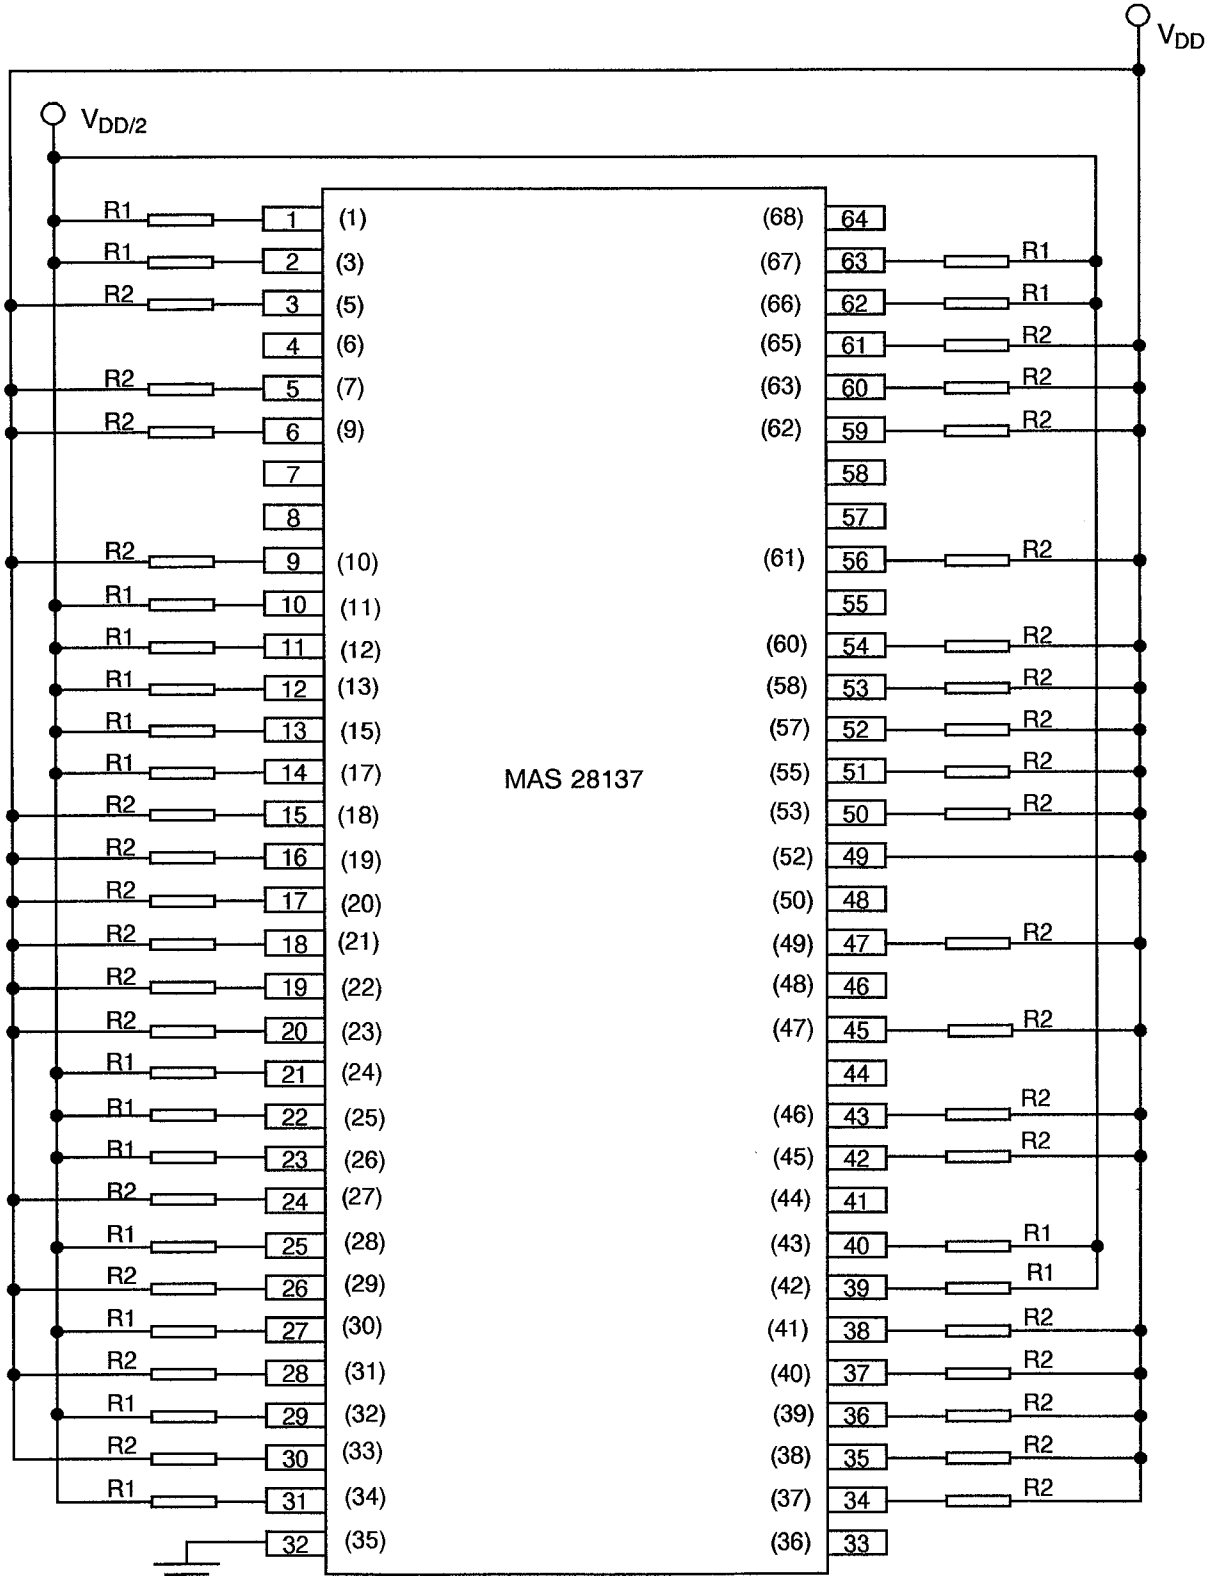 VDD
VDD/2
R1 1 (1) (68) 64
R1 2 (3) (67) 63 R1
R2 3 (5) (66) 62 R1
4 (6) (65) 61 R2
R2 5 (7) (63) 60 R2
R2 6 (9) (62) 59 R2
7 58
8 57
R2 9 (10) (61) 56 R2
R1 10 (11) 55
R1 11 (12) (60) 54 R2
R1 12 (13) (58) 53 R2
R1 13 (15) (57) 52 R2
R1 14 (17) MAS 28137 (55) 51 R2
R2 15 (18) (53) 50 R2
R2 16 (19) (52) 49
R2 17 (20) (50) 48
R2 18 (21) (49) 47 R2
R2 19 (22) (48) 46
R2 20 (23) (47) 45 R2
R1 21 (24) 44
R1 22 (25) (46) 43 R2
R1 23 (26) (45) 42 R2
R2 24 (27) (44) 41
R1 25 (28) (43) 40 R1
R2 26 (29) (42) 39 R1
R1 27 (30) (41) 38 R2
R2 28 (31) (40) 37 R2
R1 29 (32) (39) 36 R2
R2 30 (33) (38) 35 R2
R1 31 (34) (37) 34 R2
32 (35) (36) 33